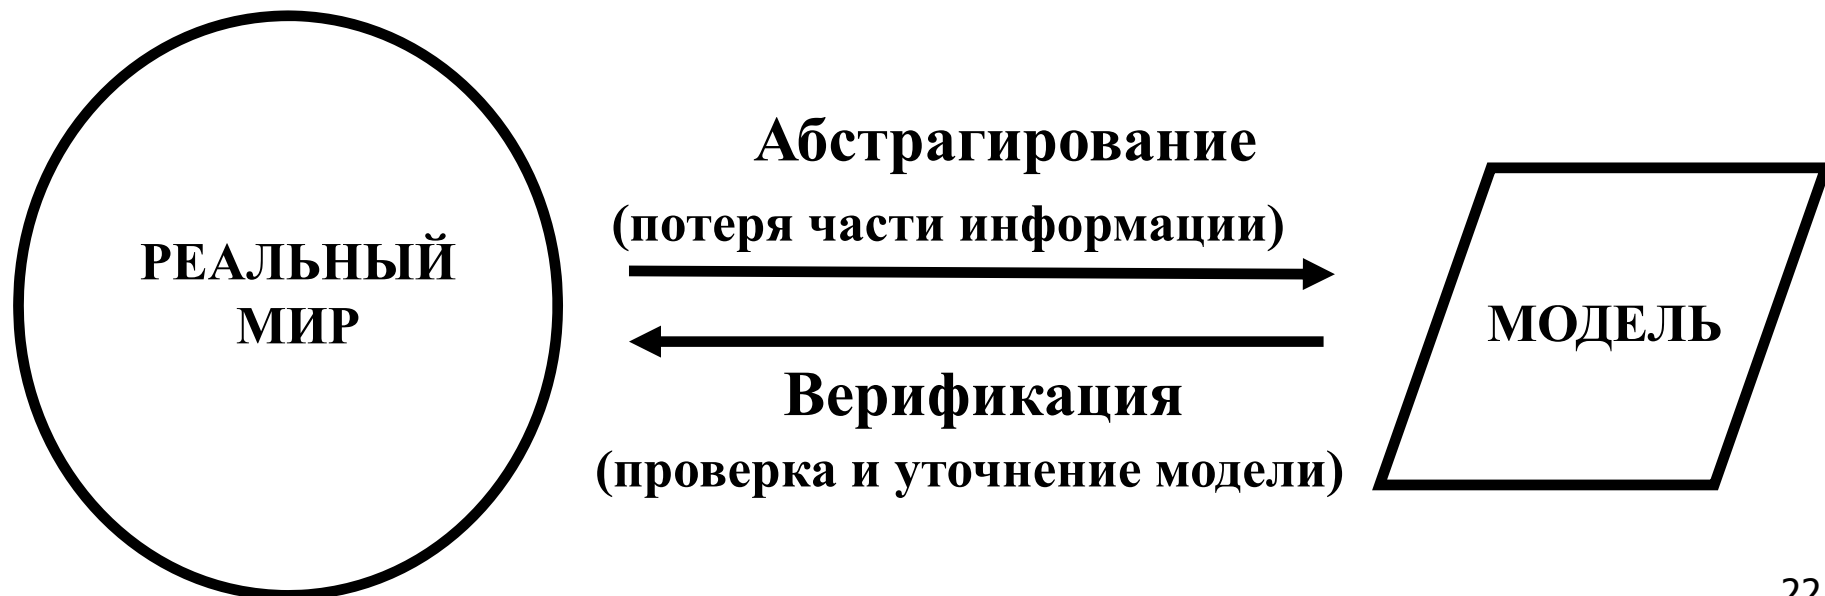 Абстрагирование
(потеря части информации)
РЕАЛЬНЫЙ
МИР
МОДЕЛЬ
Верификация
(проверка и уточнение модели)
22